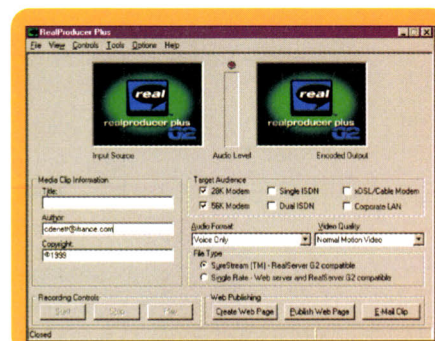 RealProducer Plus
File View Controls Tools Options Help
real
realproducer plus
G2
real
realproducer plus
G2
Input Source Audio Level Encoded Output
Media Clip Information
Title:
Author:
Copyright:
©1999
Target Audience
28K Modem Single ISDN xDSL/Cable Modem
56K Modem Dual ISDN Corporate LAN
Audio Format: Video Quality:
Voice Only Normal Motion Video
File Type
SureStream (TM) - RealServer G2 compatible
Single Rate - Web server and RealServer G2 compatible
Recording Controls
Start Stop Play
Web Publishing
Create Web Page Publish Web Page E-Mail Clip
Closed